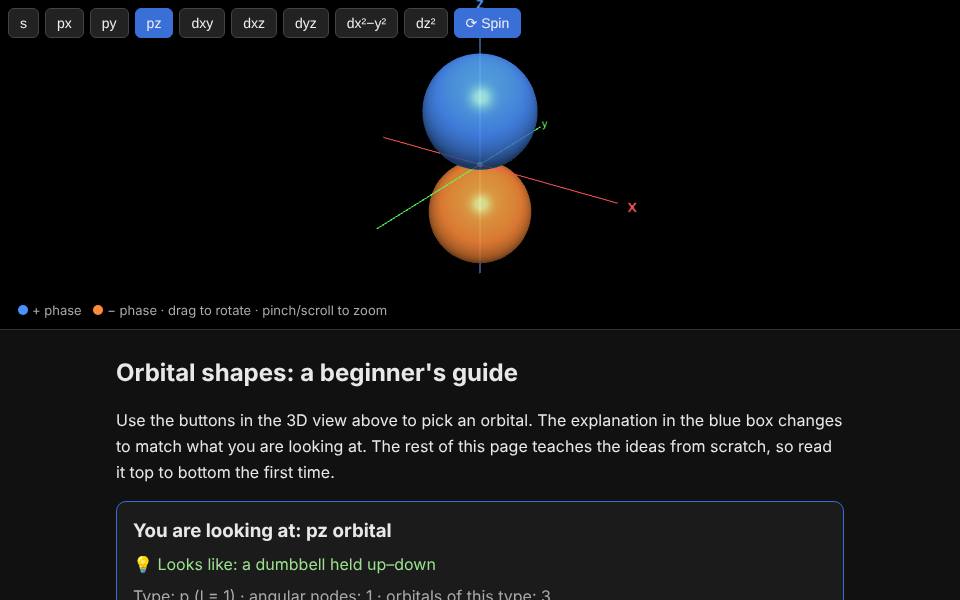 s px py pz dxy dxz dyz dx²−y² dz² ⟳ Spin
z
y
X
+ phase − phase · drag to rotate · pinch/scroll to zoom
Orbital shapes: a beginner's guide
Use the buttons in the 3D view above to pick an orbital. The explanation in the blue box changes
to match what you are looking at. The rest of this page teaches the ideas from scratch, so read
it top to bottom the first time.
You are looking at: pz orbital
💡 Looks like: a dumbbell held up–down
Type: p (l = 1) · angular nodes: 1 · orbitals of this type: 3